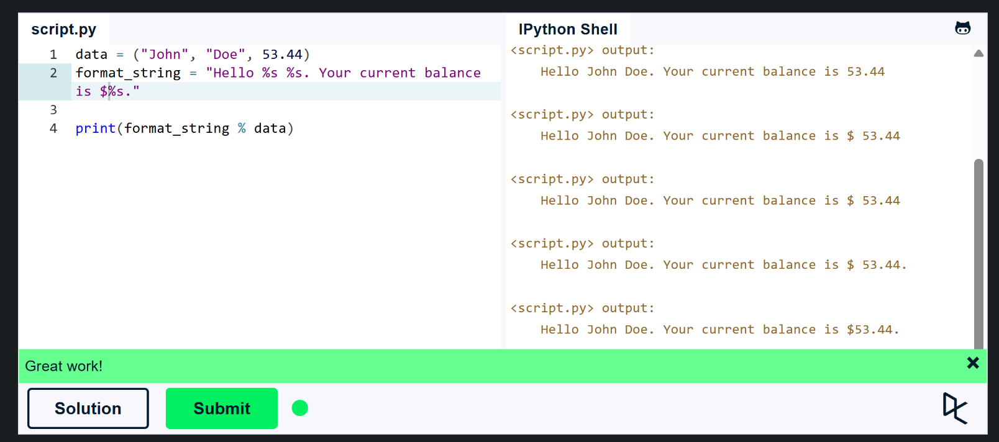 script.py
1 data = ("John", "Doe", 53.44)
2 format_string = "Hello %s %s. Your current balance
is $%s."
3
4 print(format_string % data)
IPython Shell
<script.py> output:
Hello John Doe. Your current balance is 53.44
<script.py> output:
Hello John Doe. Your current balance is $ 53.44
<script.py> output:
Hello John Doe. Your current balance is $ 53.44
<script.py> output:
Hello John Doe. Your current balance is $ 53.44.
<script.py> output:
Hello John Doe. Your current balance is $53.44.
Great work!
Solution
Submit